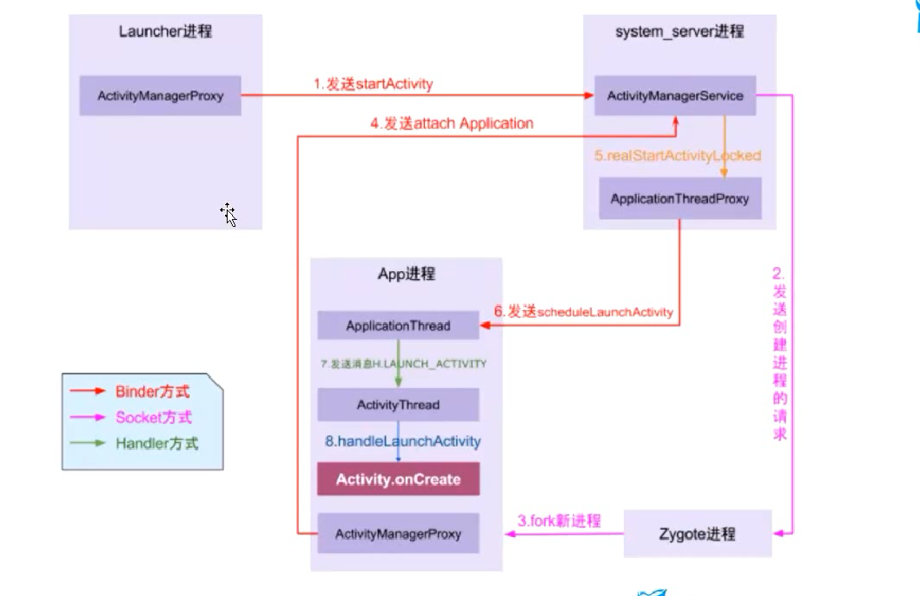 Launcher进程
system_server进程
ActivityManagerProxy
1.发送startActivity
ActivityManagerService
4.发送attach Application
5.realStartActivityLocked
ApplicationThreadProxy
App进程
2.发送创建进程的请求
6.发送scheduleLaunchActivity
ApplicationThread
7.发送消息H.LAUNCH_ACTIVITY
ActivityThread
Binder方式
Socket方式
Handler方式
8.handleLaunchActivity
Activity.onCreate
3.fork新进程
ActivityManagerProxy
Zygote进程